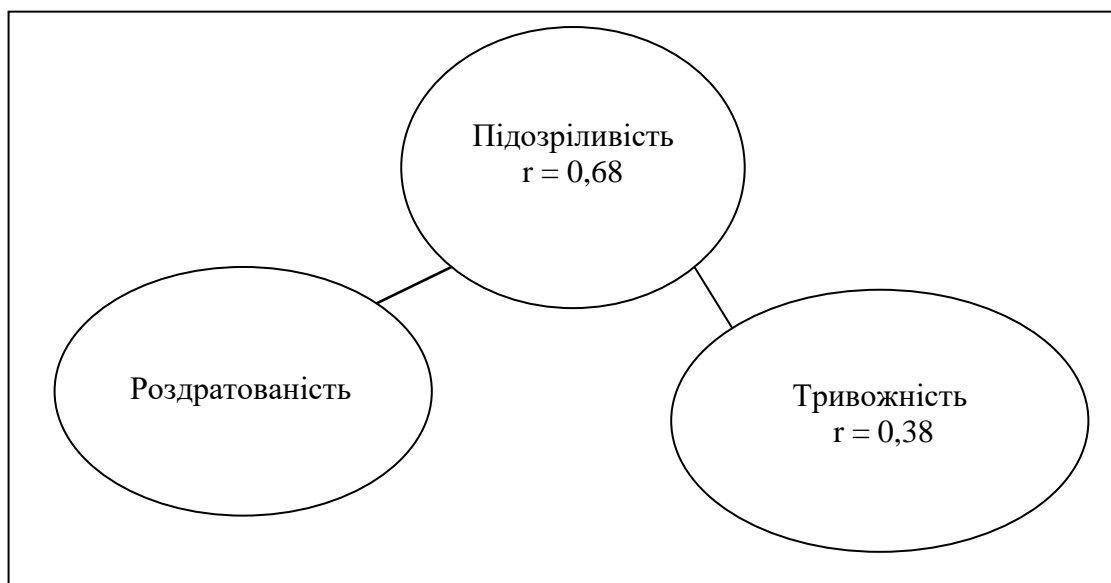 Підозріливість
r = 0,68
Роздратованість
Тривожність
r = 0,38